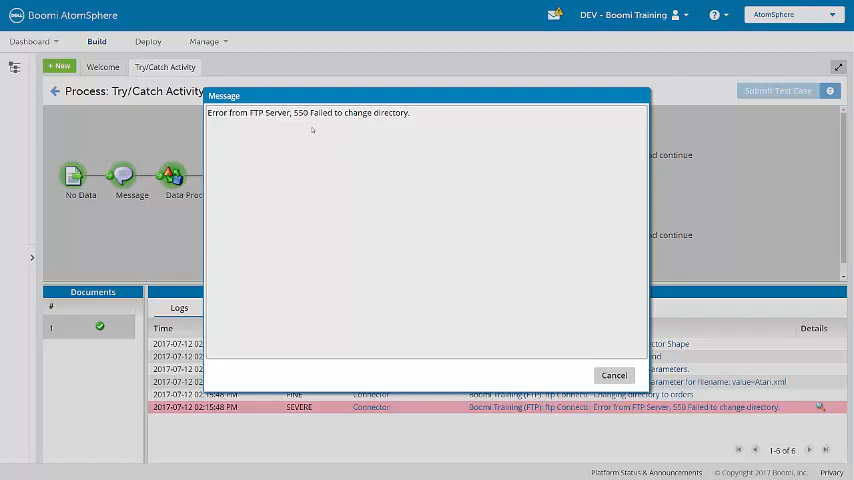 DELL Boomi AtomSphere
DEV - Boomi Training
AtomSphere
Dashboard
Build
Deploy
Manage
+ New
Welcome
Try/Catch Activity
Process: Try/Catch Activity
Submit Test Case
Message
Error from FTP Server, 550 Failed to change directory.
nd continue
No Data
Message
Data Proc
nd continue
Cancel
Documents
#
1
Logs
Time
Details
2017-07-12 02
ctor Shape
2017-07-12 02
nd
2017-07-12 02
arameters.
2017-07-12 02
arameter for filename; value=Atari.xml
2017-07-12 02:15:48 PM FINE Connector Boomi Training (FTP): ftp Connecto Changing directory to orders
2017-07-12 02:15:48 PM SEVERE Connector Boomi Training (FTP): ftp Connecto Error from FTP Server, 550 Failed to change directory.
1-6 of 6
Platform Status & Announcements
© Copyright 2017 Boomi, Inc.
Privacy